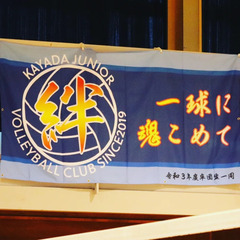 KAYADA JUNIOR
絆
VOLLEYBALL CLUB SINCE2019
一球に
魂こめて
令和3年度卒団生一同